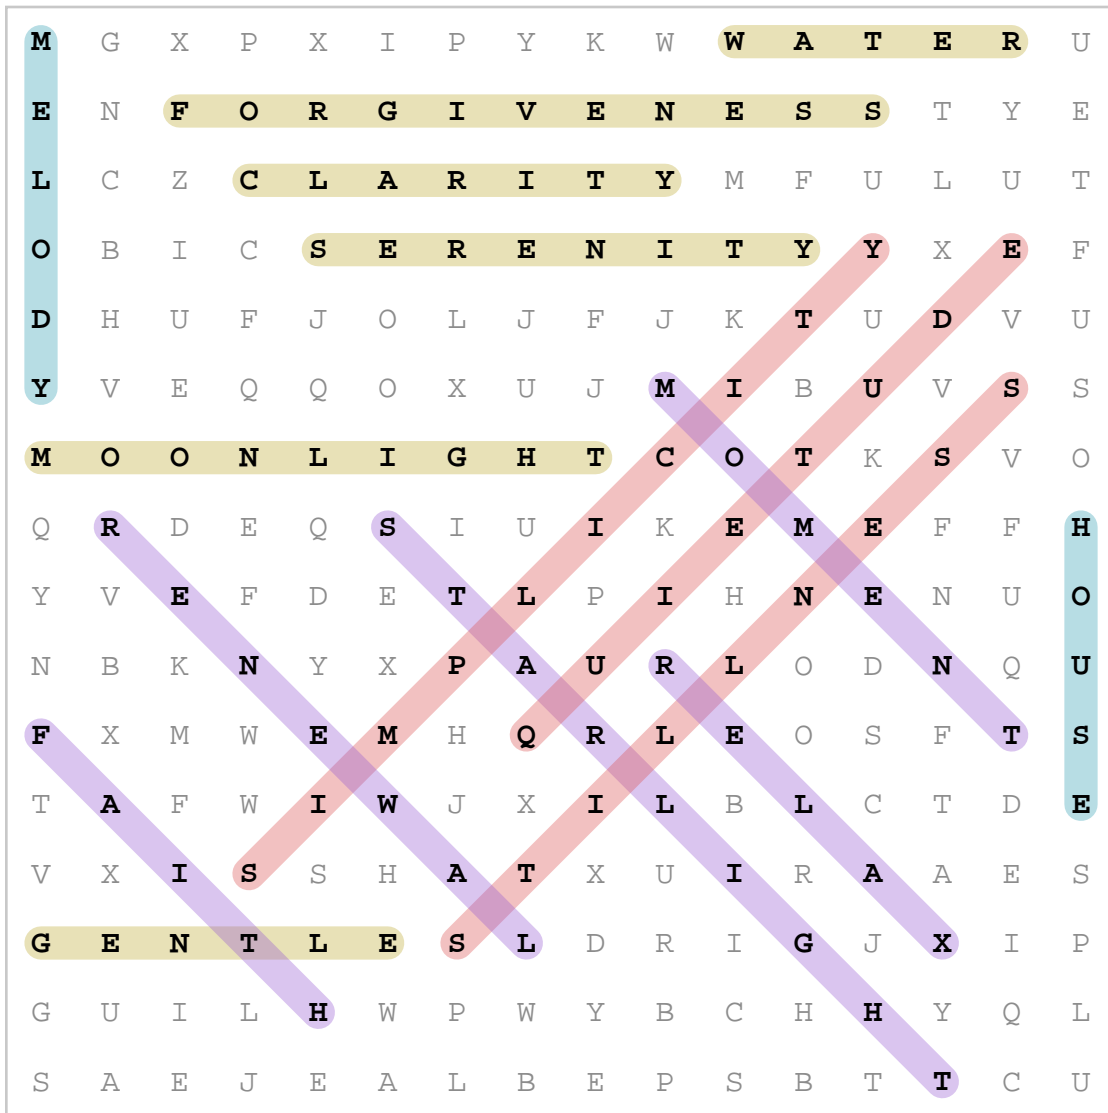 M G X P X I P Y K W W A T E R U
E N F O R G I V E N E S S T Y E
L C Z C L A R I T Y M F U L U T
O B I C S E R E N I T Y Y X E F
D H U F J O L J F J K T U D V U
Y V E Q Q O X U J M I B U V S S
M O O N L I G H T C O T K S V O
Q R D E Q S I U I K E M E F F H
Y V E F D E T L P I H N E N U O
N B K N Y X P A U R L O D N Q U
F X M W E M H Q R L E O S F T S
T A F W I W J X I L B L C T D E
V X I S S H A T X U I R A A E S
G E N T L E S L D R I G J X I P
G U I L H W P W Y B C H H Y Q L
S A E J E A L B E P S B T T C U